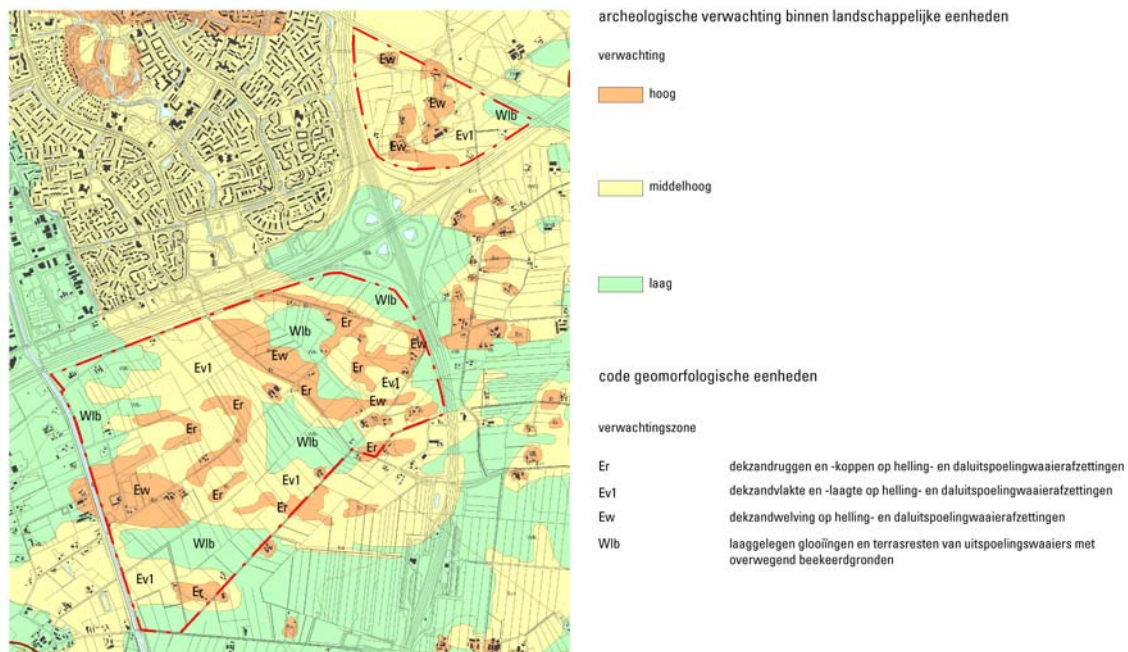 archeologische verwachting binnen landschappelijke eenheden
verwachting
hoog
middelhoog
laag
code geomorfologische eenheden
verwachtingszone
Er dekzandruggen en -koppen op helling- en daluitspoelingwaaierafzettingen
Ev1 dekzandvlakte en -laagte op helling- en daluitspoelingwaaierafzettingen
Ew dekzandwelving op helling- en daluitspoelingwaaierafzettingen
Wlb laaggelegen glooiïngen en terrasresten van uitspoelingswaaiers met
overwegend beekeerdgronden
Ew
Ew
Wlb
Ev1
Ew
Wlb
Er
Wlb
Ew
Ew
Ev1
Er
Ev1
Er
Ew
Er
Wlb
Er
Wlb
Er
Ev1
Ew
Er
Er
Wlb
Ev1
Er